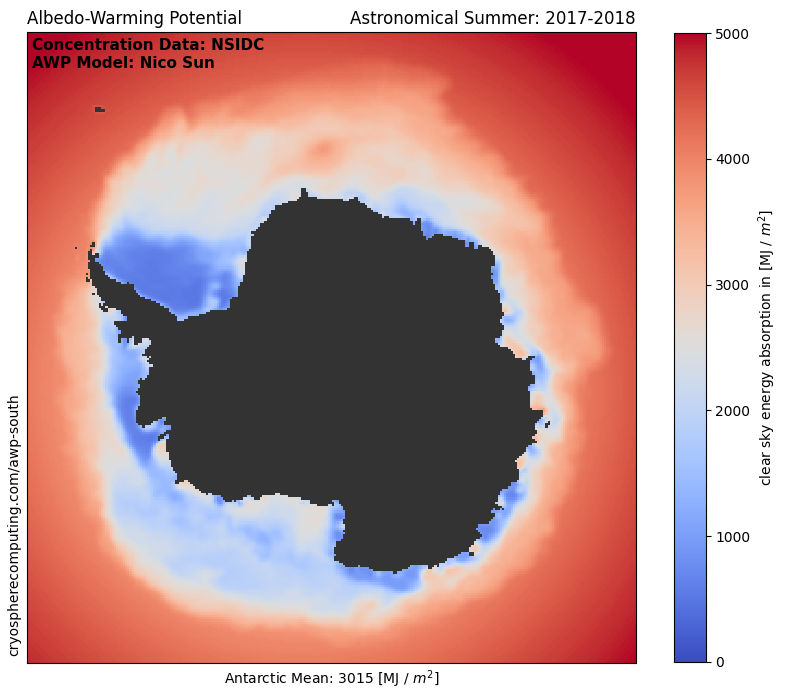 Albedo-Warming Potential
Astronomical Summer: 2017-2018
Concentration Data: NSIDC
AWP Model: Nico Sun
cryospherecomputing.com/awp-south
Antarctic Mean: 3015 [MJ / m²]
5000
4000
3000
2000
1000
0
clear sky energy absorption in [MJ / m²]